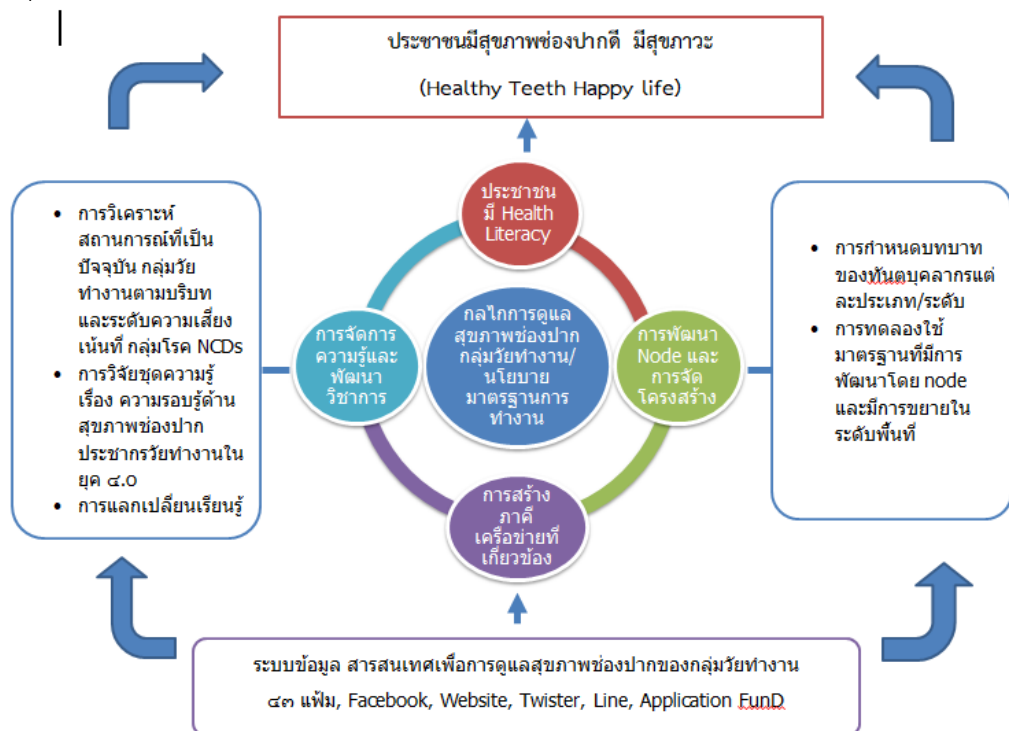 ประชาชนมีสุขภาพช่องปากดี มีสุขภาวะ
(Healthy Teeth Happy life)
ประชาชน
มี Health
Literacy
• การวิเคราะห์
สถานการณ์ที่เป็น
ปัจจุบัน กลุ่มวัย
ทำงานตามบริบท
และระดับความเสี่ยง
เน้นที่ กลุ่มโรค NCDs
• การวิจัยชุดความรู้
เรื่อง ความรอบรู้ด้าน
สุขภาพช่องปาก
ประชากรวัยทำงานใน
ยุค ๔.๐
• การแลกเปลี่ยนเรียนรู้
การจัดการ
ความรู้และ
พัฒนา
วิชาการ
กลไกการดูแล
สุขภาพช่องปาก
กลุ่มวัยทำงาน/
นโยบาย
มาตรฐานการ
ทำงาน
การพัฒนา
Node และ
การจัด
โครงสร้าง
• การกำหนดบทบาท
ของทันตบุคลากรแต่
ละประเภท/ระดับ
• การทดลองใช้
มาตรฐานที่มีการ
พัฒนาโดย node
และมีการขยายใน
ระดับพื้นที่
การสร้าง
ภาคี
เครือข่ายที่
เกี่ยวข้อง
ระบบข้อมูล สารสนเทศเพื่อการดูแลสุขภาพช่องปากของกลุ่มวัยทำงาน
๔๓ แฟ้ม, Facebook, Website, Twister, Line, Application FunD